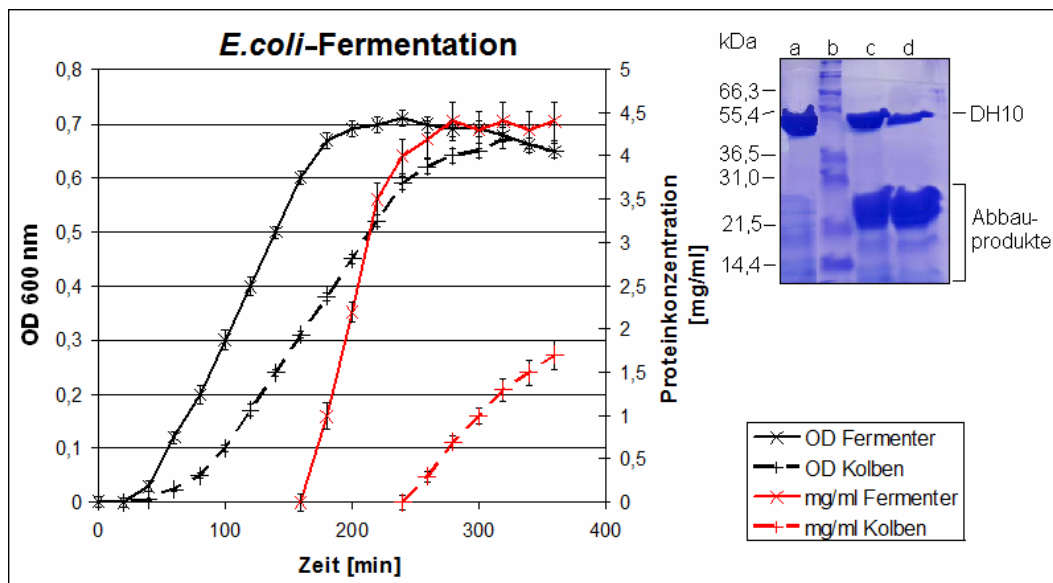 E.coli-Fermentation
0,8
0,7
0,6
0,5
0,4
0,3
0,2
0,1
0
OD 600 nm
0
100
200
300
400
Zeit [min]
5
4,5
4
3,5
3
2,5
2
1,5
1
0,5
0
Proteinkonzentration
[mg/ml]
kDa
a b c d
66,3
55,4
36,5
31,0
21,5
14,4
DH10
Abbau-
produkte
OD Fermenter
OD Kolben
mg/ml Fermenter
mg/ml Kolben